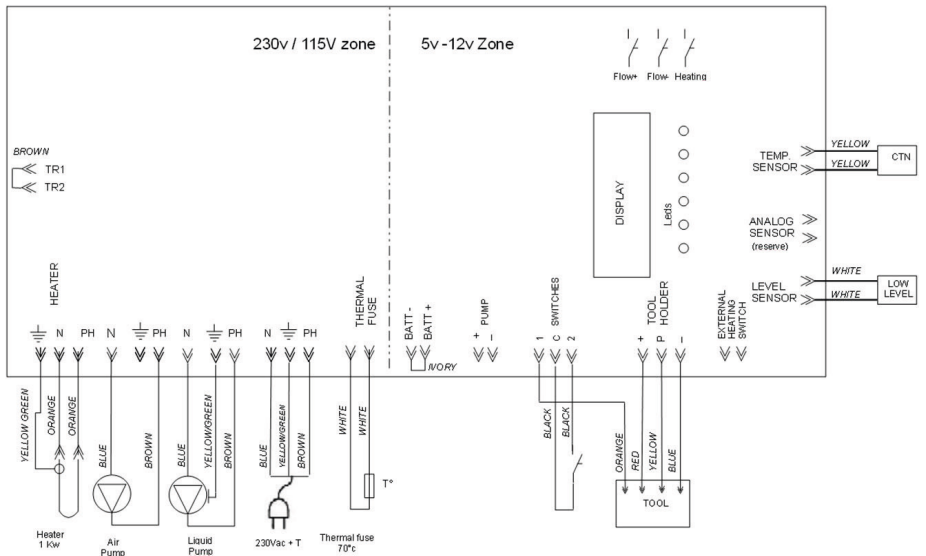 230v / 115V zone
5v -12v Zone
Flow+
Flow-
Heating
BROWN
TR1
TR2
DISPLAY
Leds
TEMP.
SENSOR
YELLOW
YELLOW
CTN
ANALOG
SENSOR
(reserve)
LEVEL
SENSOR
WHITE
WHITE
LOW
LEVEL
HEATER
N
PH
N
PH
N
PH
N
PH
THERMAL
FUSE
BATT -
BATT +
IVORY
+
-
PUMP
1
C
2
SWITCHES
+
P
-
TOOL
HOLDER
EXTERNAL
HEATING
SWITCH
YELLOW GREEN
ORANGE
ORANGE
BLUE
BROWN
BLUE
YELLOW/GREEN
BROWN
BLUE
YELLOW/GREEN
BROWN
WHITE
WHITE
BLACK
BLACK
ORANGE
RED
YELLOW
BLUE
T°
TOOL
Heater
1 Kw
Air
Pump
Liquid
Pump
230Vac + T
Thermal fuse
70°c